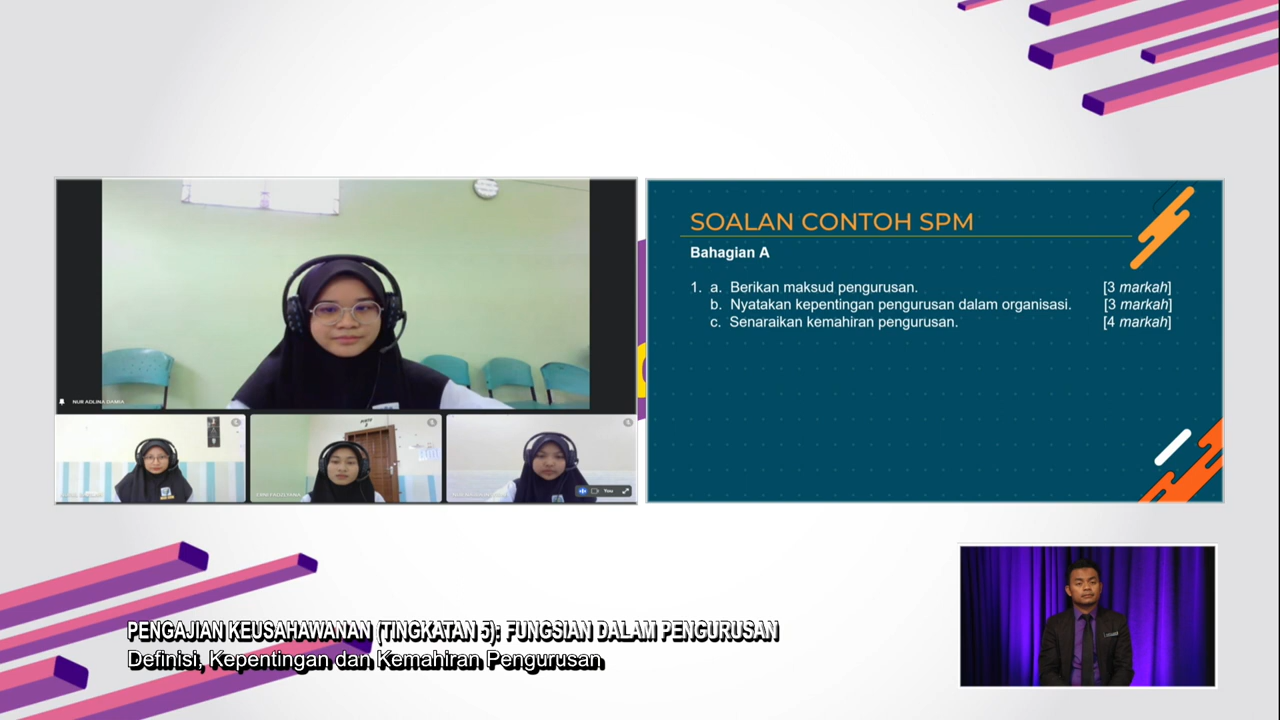 NUR ADLINA DAMIA
You
SOALAN CONTOH SPM
Bahagian A
1. a. Berikan maksud pengurusan. [3 markah]
b. Nyatakan kepentingan pengurusan dalam organisasi. [3 markah]
c. Senaraikan kemahiran pengurusan. [4 markah]
PENGAJIAN KEUSAHAWANAN (TINGKATAN 5): FUNGSIAN DALAM PENGURUSAN
Definisi, Kepentingan dan Kemahiran Pengurusan